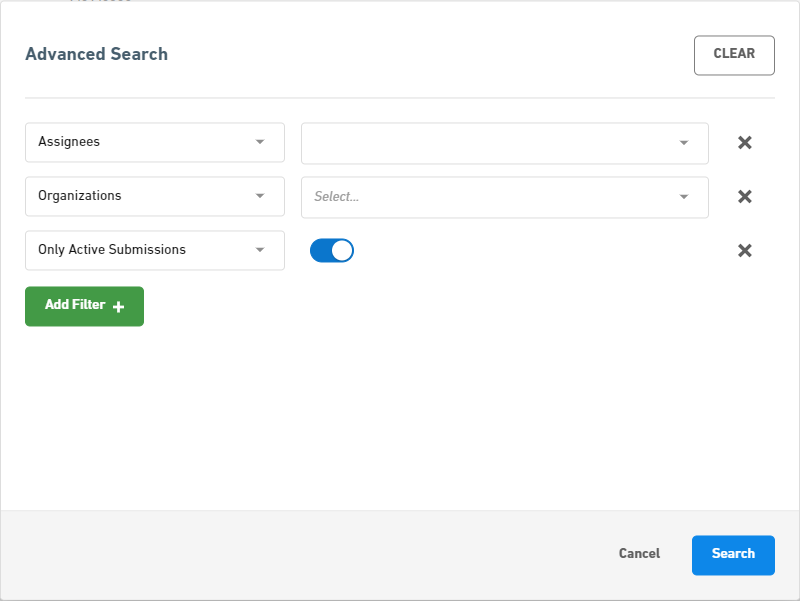 Advanced Search
CLEAR
Assignees
Organizations
Select...
Only Active Submissions
Add Filter +
Cancel
Search